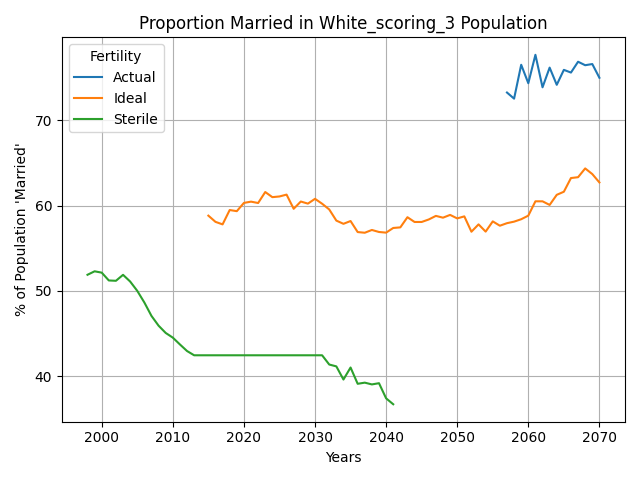 Proportion Married in White_scoring_3 Population
Fertility
Actual
Ideal
Sterile
% of Population 'Married'
70
60
50
40
2000
2010
2020
2030
2040
2050
2060
2070
Years